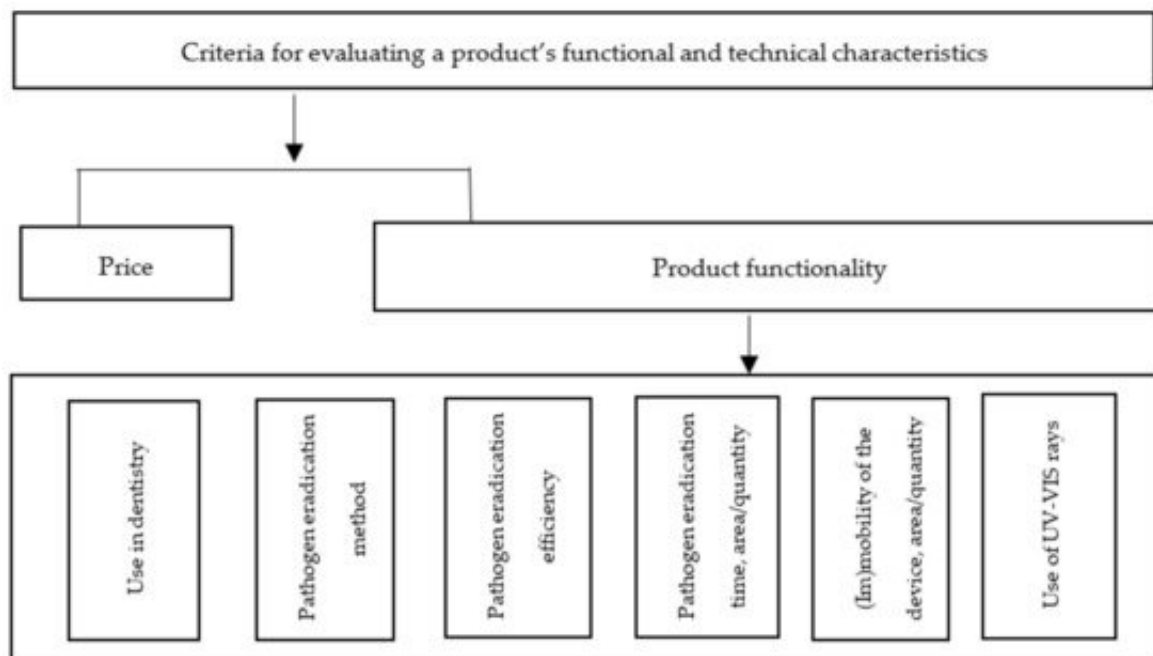 Criteria for evaluating a product's functional and technical characteristics
Price
Product functionality
Use in dentistry
Pathogen eradication
method
Pathogen eradication
efficiency
Pathogen eradication
time, area/quantity
(Im)mobility of the
device, area/quantity
Use of UV-VIS rays